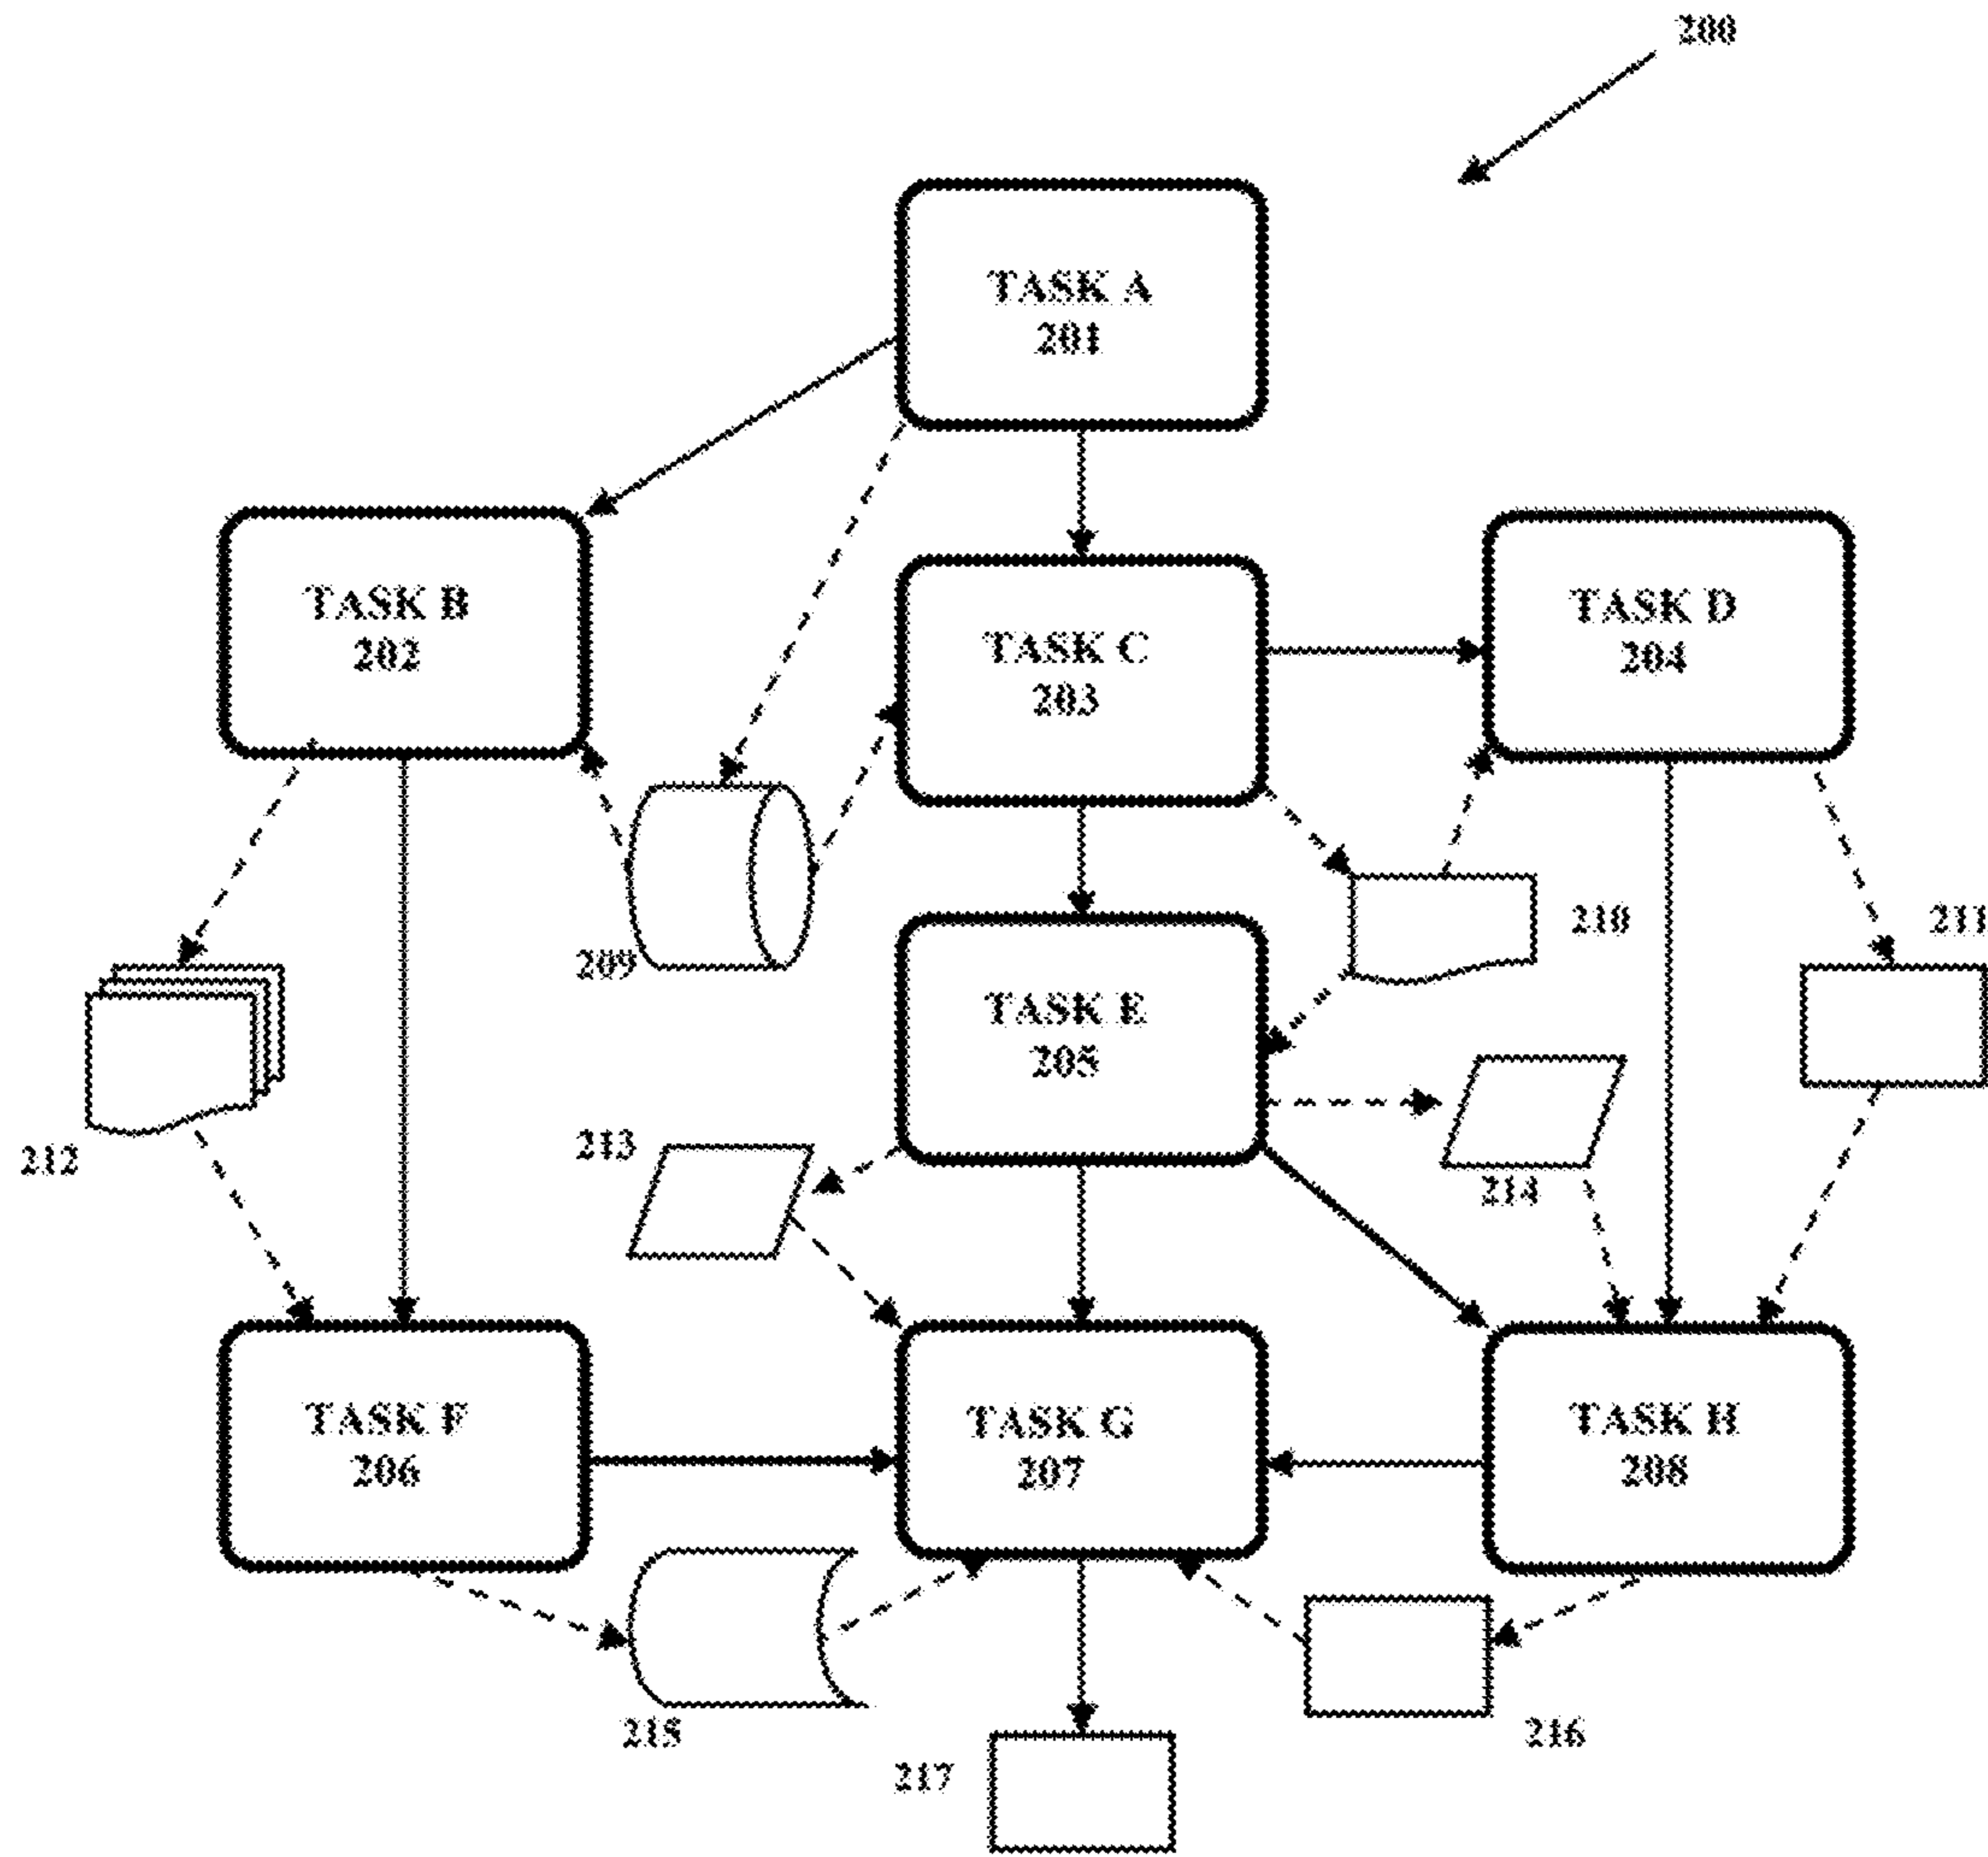 200
TASK A
201
TASK B
202
TASK C
203
TASK D
204
209
210
211
TASK E
205
212
213
214
TASK F
206
TASK G
207
TASK H
208
215
216
217